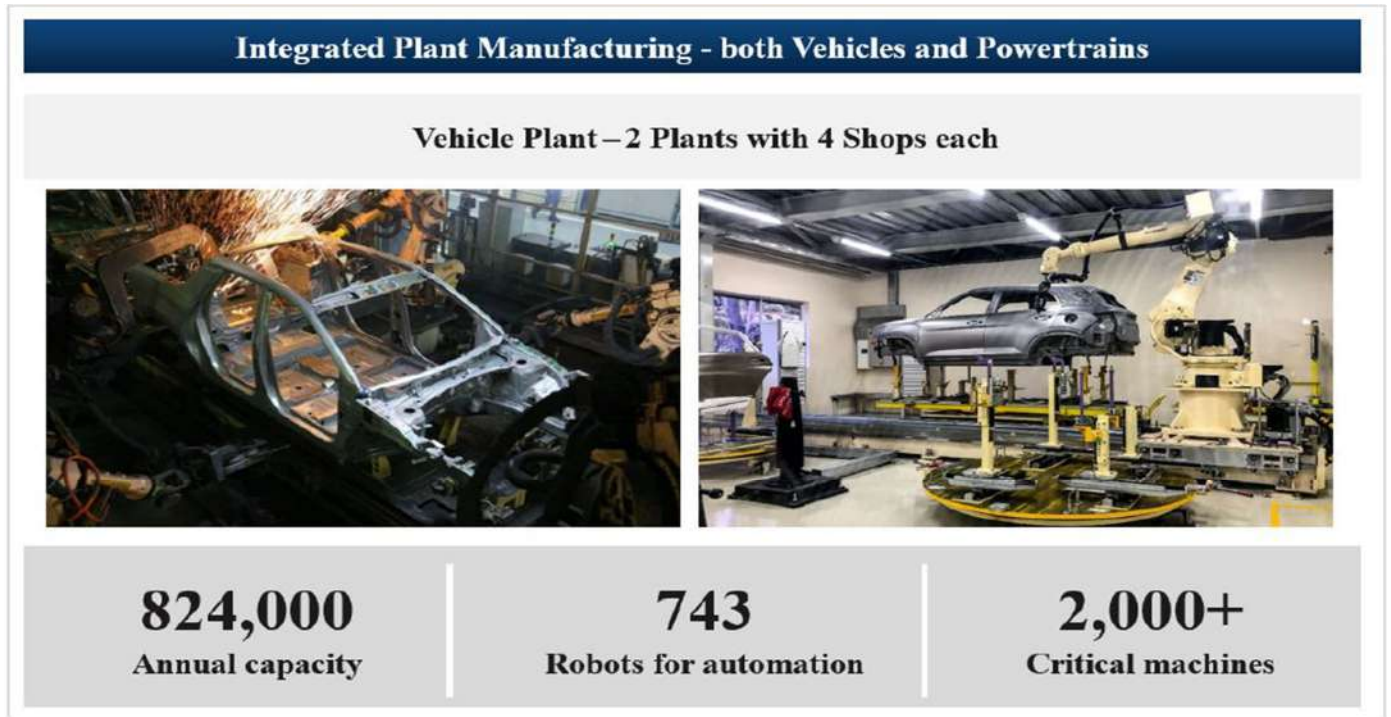 Integrated Plant Manufacturing - both Vehicles and Powertrains
Vehicle Plant – 2 Plants with 4 Shops each
824,000
Annual capacity
743
Robots for automation
2,000+
Critical machines